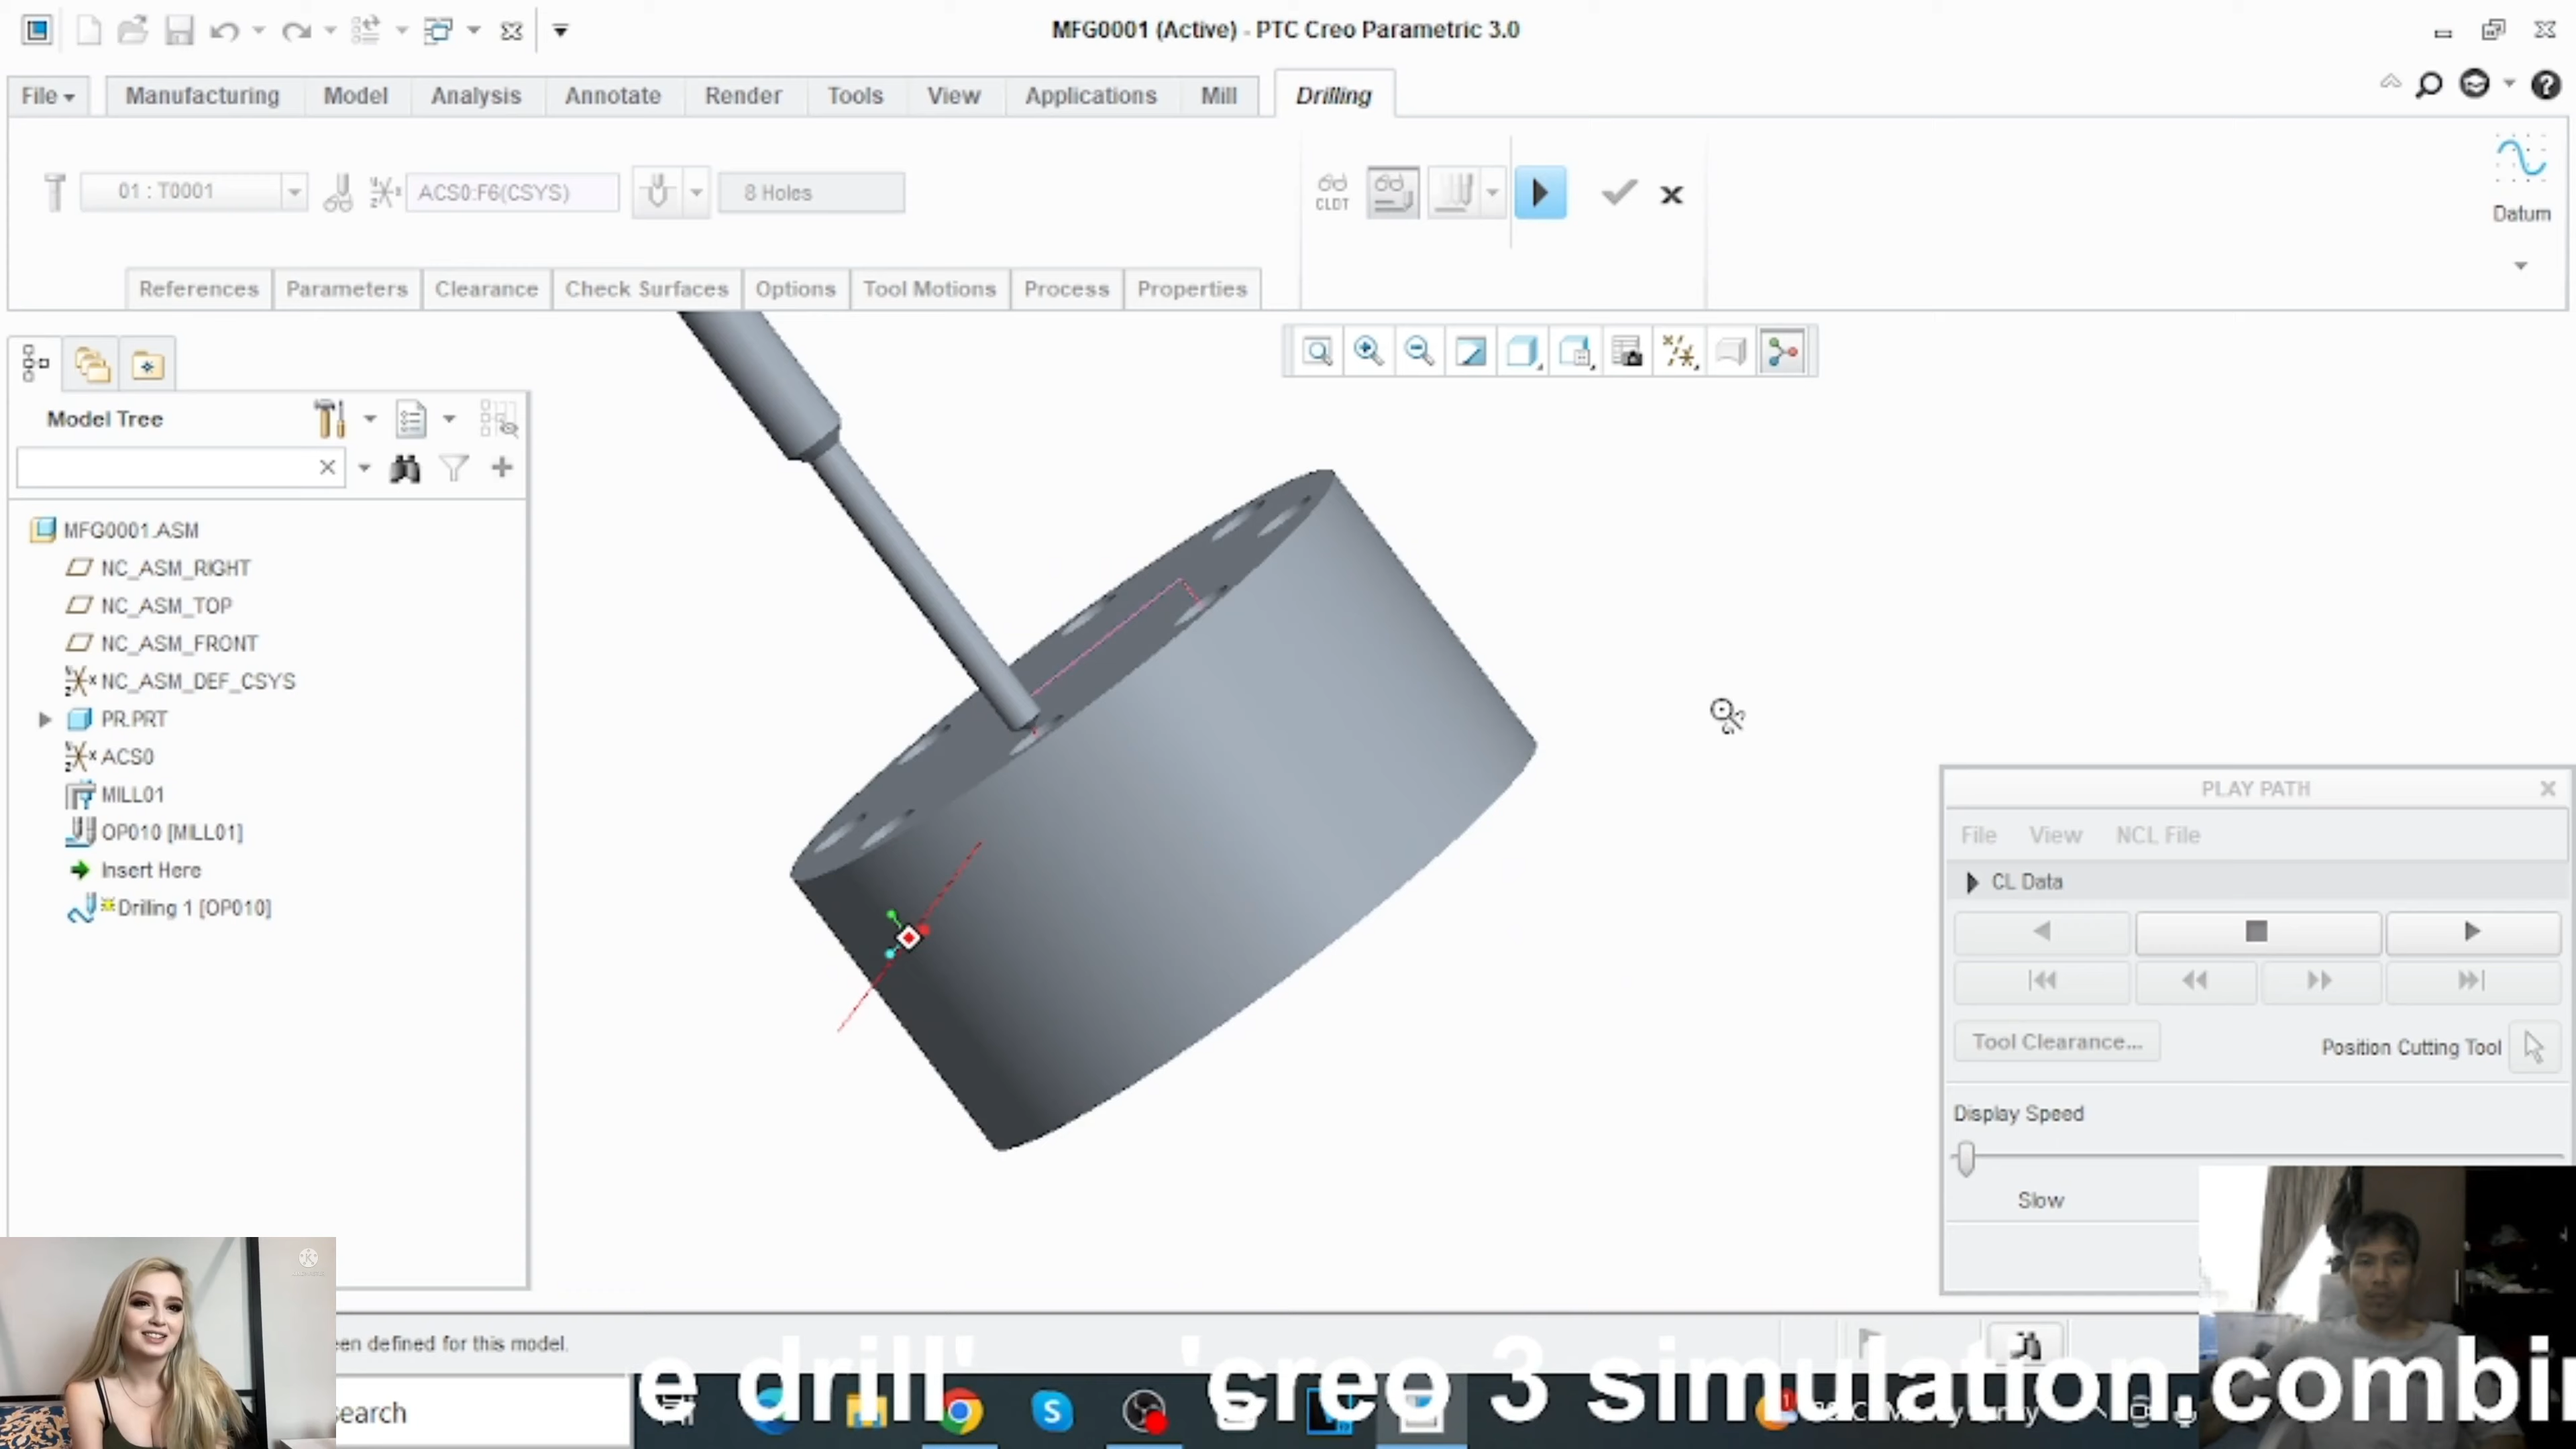 MFG0001 (Active) - PTC Creo Parametric 3.0
File Manufacturing Model Analysis Annotate Render Tools View Applications Mill Drilling
01 : T0001 ACS0:F6(CSYS) 8 Holes CLDT
Datum
References Parameters Clearance Check Surfaces Options Tool Motions Process Properties
Model Tree
MFG0001.ASM
NC_ASM_RIGHT
NC_ASM_TOP
NC_ASM_FRONT
NC_ASM_DEF_CSYS
PR.PRT
ACS0
MILL01
OP010 [MILL01]
Insert Here
Drilling 1 [OP010]
PLAY PATH
File View NCL File
CL Data
Tool Clearance... Position Cutting Tool
Display Speed
Slow
en defined for this model.
e drill' 'creo 3 simulation.combi
earch